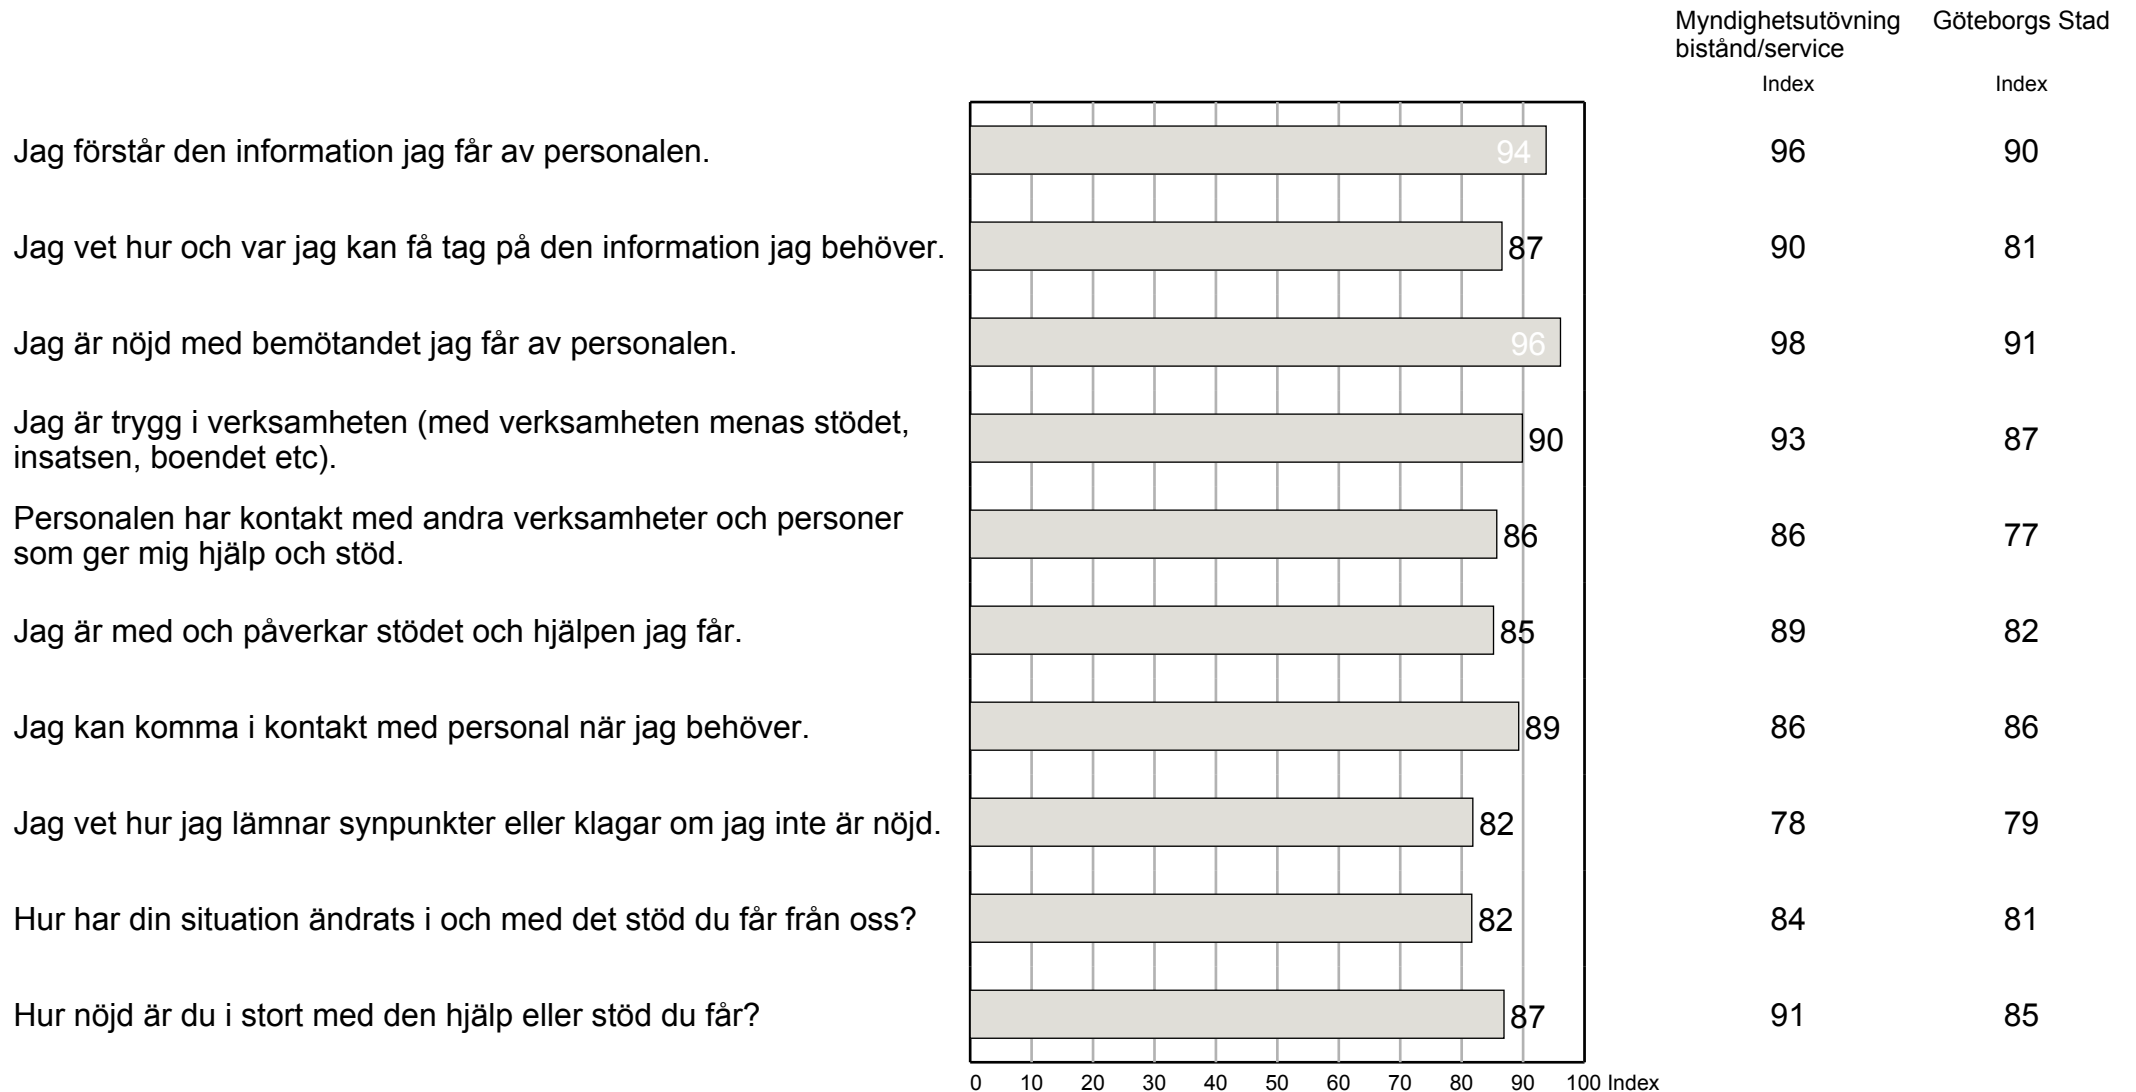 Myndighetsutövning Göteborgs Stad
bistånd/service
Index Index
Jag förstår den information jag får av personalen. 94 96 90
Jag vet hur och var jag kan få tag på den information jag behöver. 87 90 81
Jag är nöjd med bemötandet jag får av personalen. 96 98 91
Jag är trygg i verksamheten (med verksamheten menas stödet,
insatsen, boendet etc). 90 93 87
Personalen har kontakt med andra verksamheter och personer
som ger mig hjälp och stöd. 86 86 77
Jag är med och påverkar stödet och hjälpen jag får. 85 89 82
Jag kan komma i kontakt med personal när jag behöver. 89 86 86
Jag vet hur jag lämnar synpunkter eller klagar om jag inte är nöjd. 82 78 79
Hur har din situation ändrats i och med det stöd du får från oss? 82 84 81
Hur nöjd är du i stort med den hjälp eller stöd du får? 87 91 85
0 10 20 30 40 50 60 70 80 90 100 Index